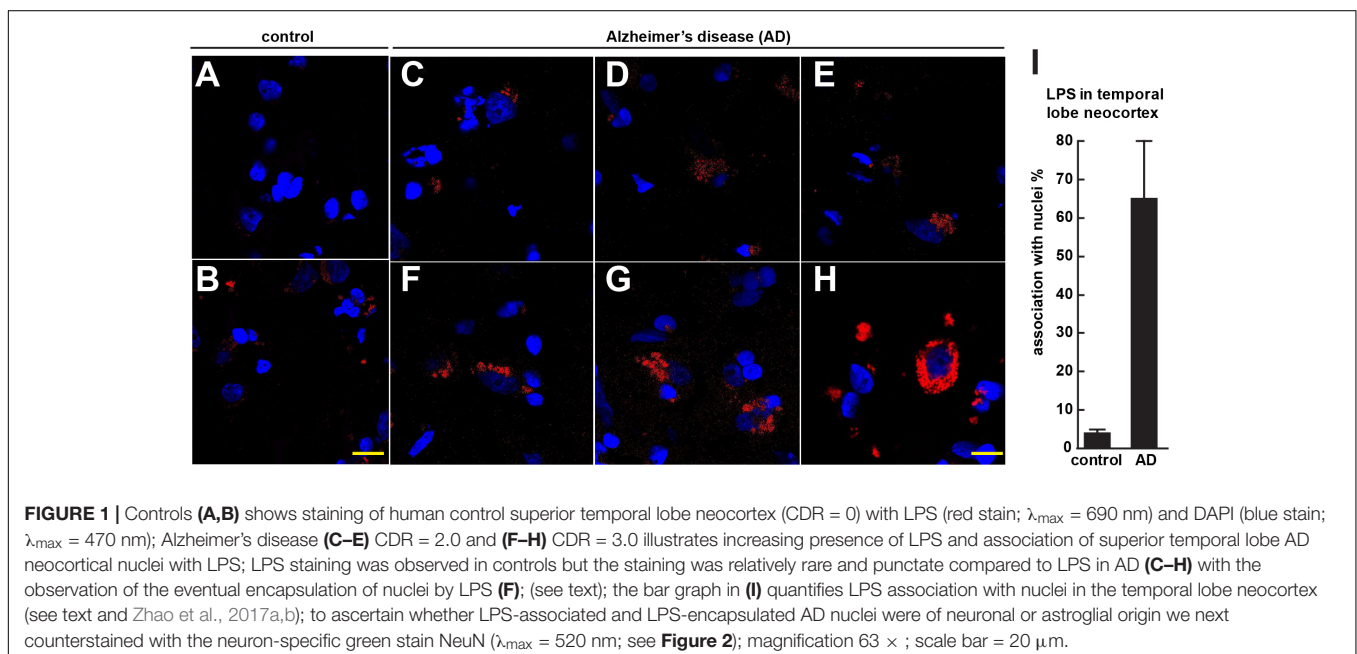 control
Alzheimer's disease (AD)
A
C
D
E
I
LPS in temporal
lobe neocortex
B
F
G
H
association with nuclei %
80
70
60
50
40
30
20
10
0
control AD
FIGURE 1 | Controls (A,B) shows staining of human control superior temporal lobe neocortex (CDR = 0) with LPS (red stain; λmax = 690 nm) and DAPI (blue stain;
λmax = 470 nm); Alzheimer's disease (C–E) CDR = 2.0 and (F–H) CDR = 3.0 illustrates increasing presence of LPS and association of superior temporal lobe AD
neocortical nuclei with LPS; LPS staining was observed in controls but the staining was relatively rare and punctate compared to LPS in AD (C–H) with the
observation of the eventual encapsulation of nuclei by LPS (F); (see text); the bar graph in (I) quantifies LPS association with nuclei in the temporal lobe neocortex
(see text and Zhao et al., 2017a,b); to ascertain whether LPS-associated and LPS-encapsulated AD nuclei were of neuronal or astroglial origin we next
counterstained with the neuron-specific green stain NeuN (λmax = 520 nm; see Figure 2); magnification 63 × ; scale bar = 20 μm.